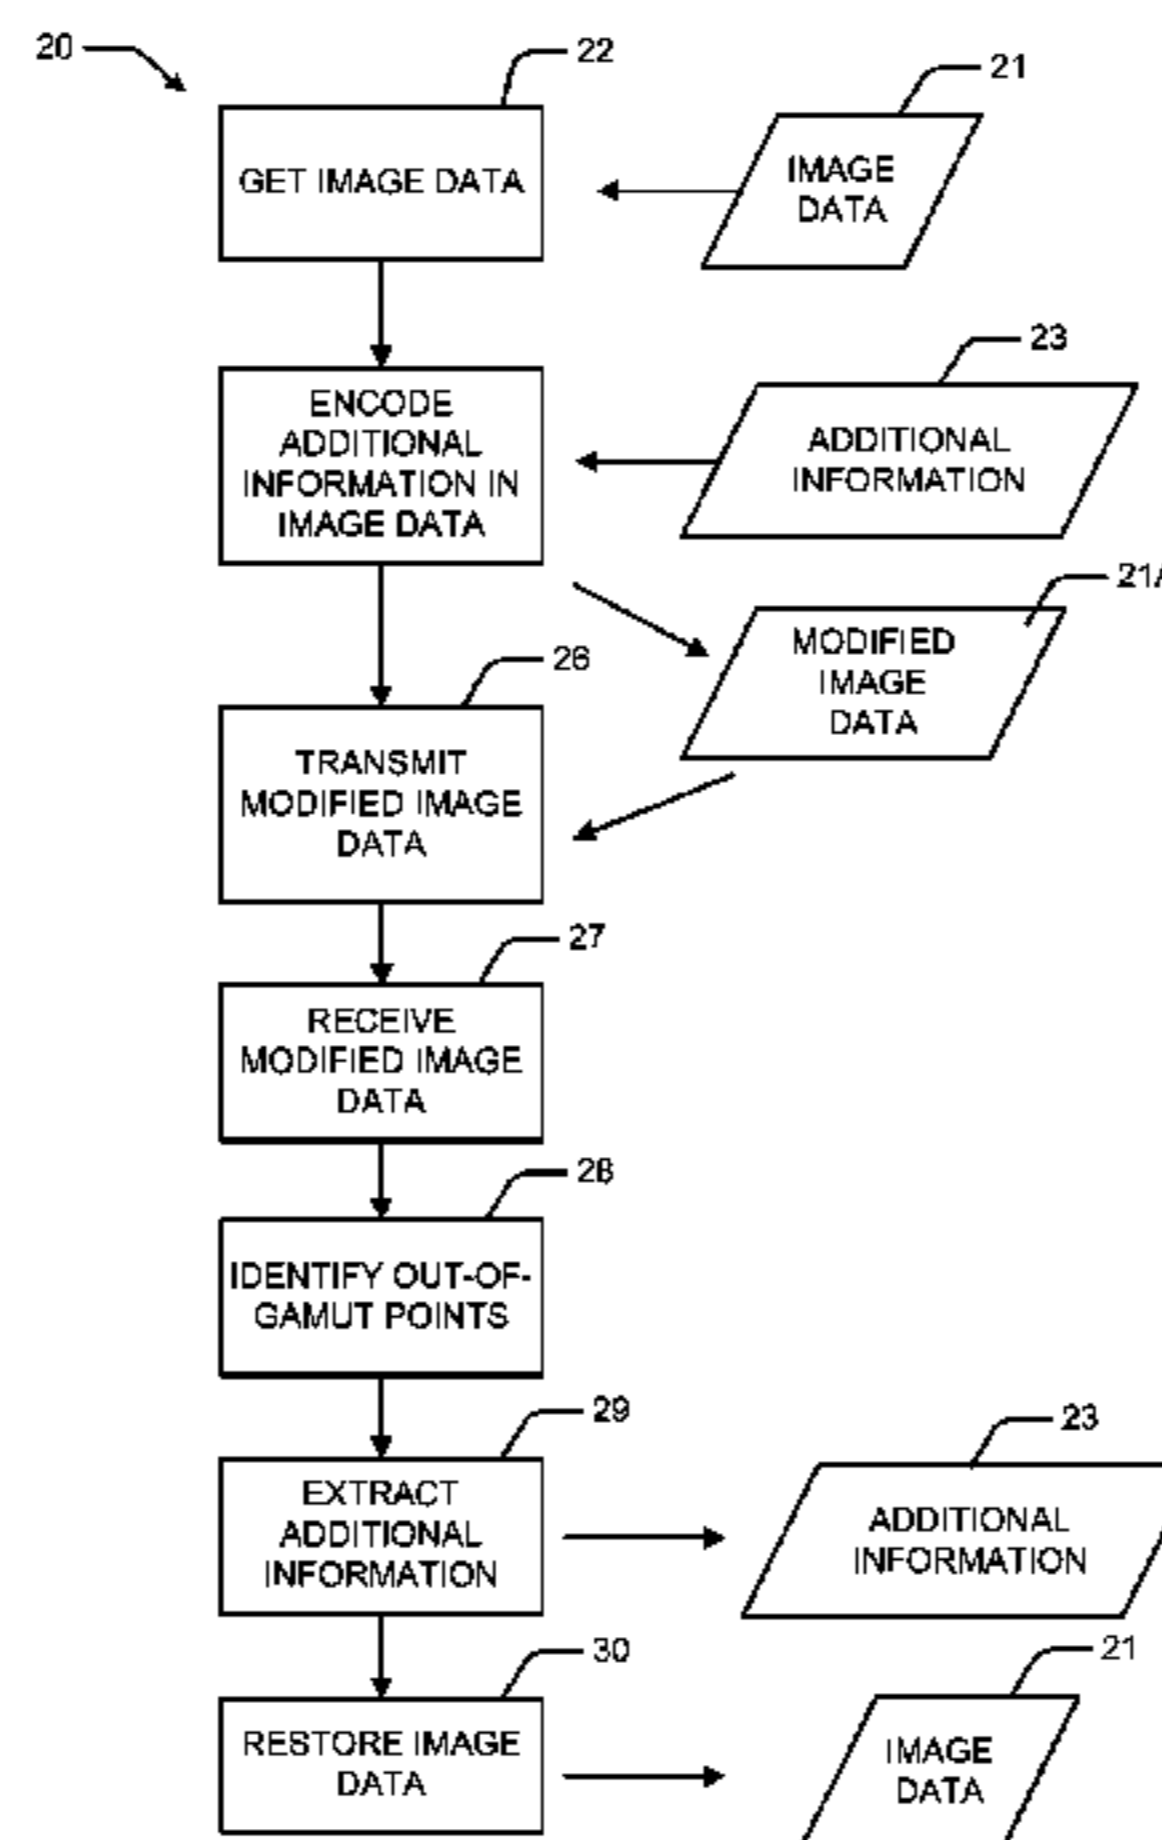 20
22
21
GET IMAGE DATA
IMAGE
DATA
23
ENCODE
ADDITIONAL
INFORMATION IN
IMAGE DATA
ADDITIONAL
INFORMATION
21A
MODIFIED
IMAGE
DATA
26
TRANSMIT
MODIFIED IMAGE
DATA
27
RECEIVE
MODIFIED IMAGE
DATA
28
IDENTIFY OUT-OF-
GAMUT POINTS
29
23
EXTRACT
ADDITIONAL
INFORMATION
ADDITIONAL
INFORMATION
30
21
RESTORE IMAGE
DATA
IMAGE
DATA